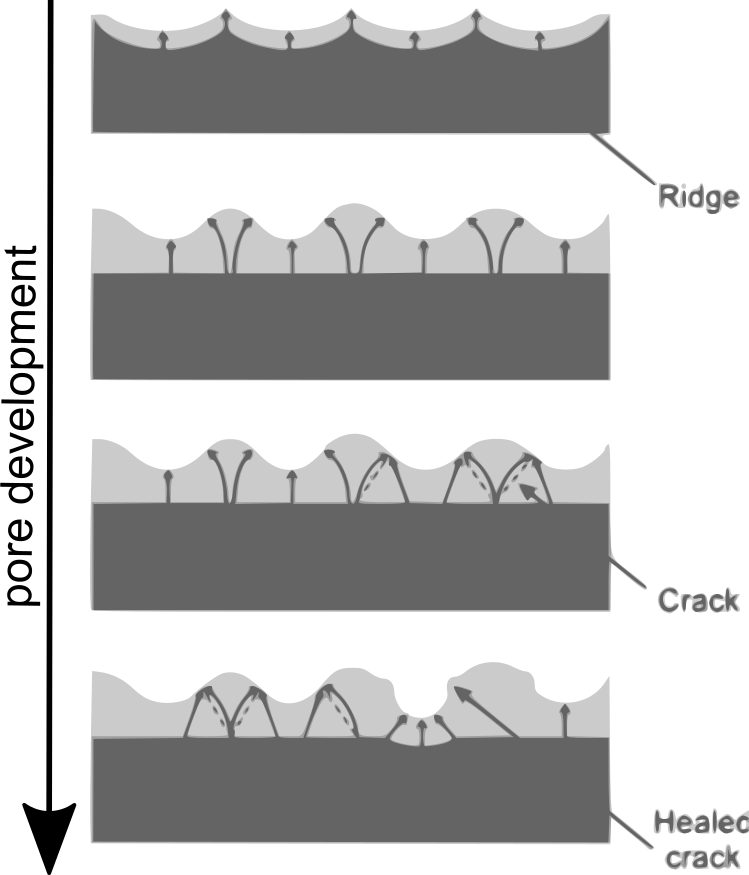 pore development
Ridge
Crack
Healed
crack